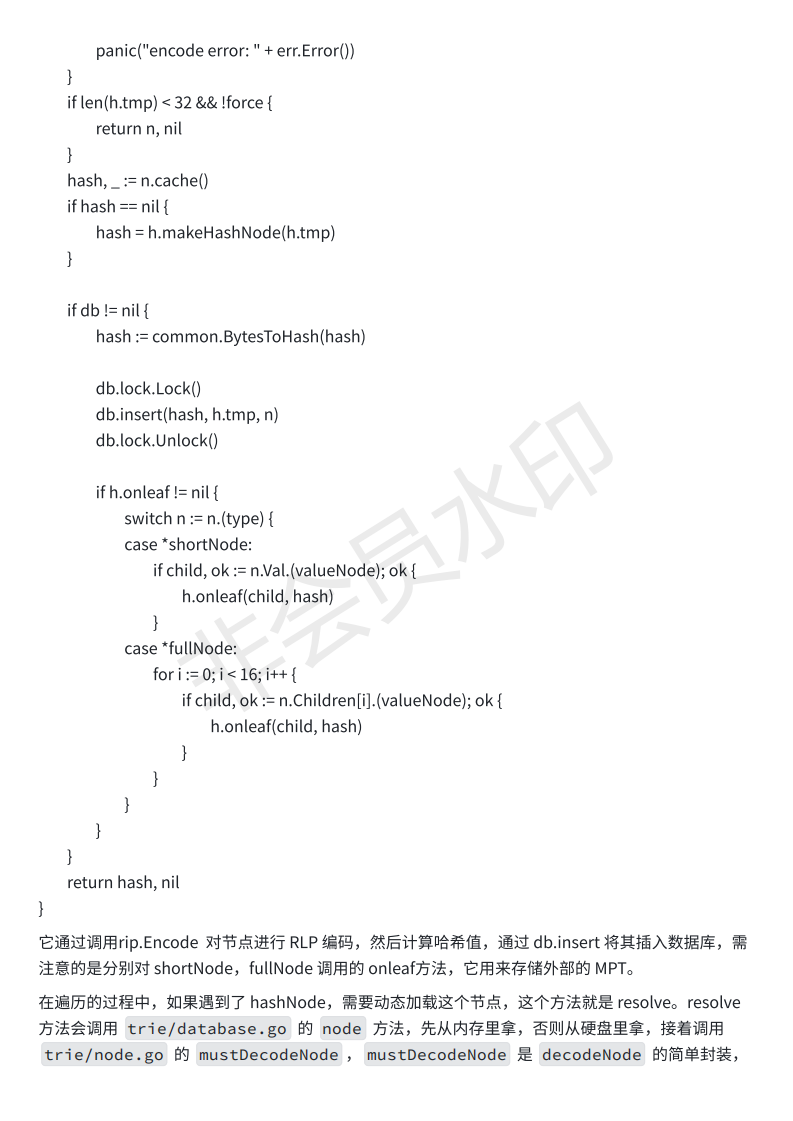 panic("encode error: " + err.Error())
}
if len(h.tmp) < 32 && !force {
return n, nil
}
hash, _ := n.cache()
if hash == nil {
hash = h.makeHashNode(h.tmp)
}
if db != nil {
hash := common.BytesToHash(hash)
db.lock.Lock()
db.insert(hash, h.tmp, n)
db.lock.Unlock()
if h.onleaf != nil {
switch n := n.(type) {
case *shortNode:
if child, ok := n.Val.(valueNode); ok {
h.onleaf(child, hash)
}
case *fullNode:
for i := 0; i < 16; i++ {
if child, ok := n.Children[i].(valueNode); ok {
h.onleaf(child, hash)
}
}
}
}
}
return hash, nil
}
它通过调用rip.Encode 对节点进行 RLP 编码，然后计算哈希值，通过 db.insert 将其插入数据库，需
注意的是分别对 shortNode，fullNode 调用的 onleaf方法，它用来存储外部的 MPT。
在遍历的过程中，如果遇到了 hashNode，需要动态加载这个节点，这个方法就是 resolve。resolve
方法会调用 trie/database.go 的 node 方法，先从内存里拿，否则从硬盘里拿，接着调用
trie/node.go 的 mustDecodeNode ， mustDecodeNode 是 decodeNode 的简单封装，
非会员水印